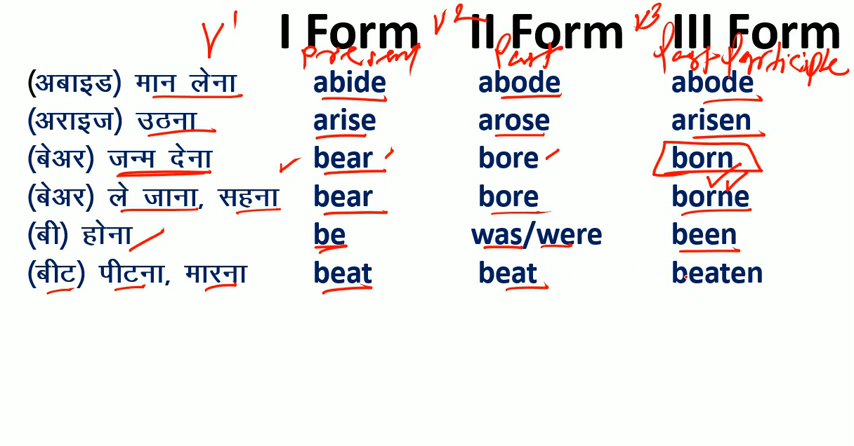 V1 I Form V2 II Form V3 III Form
present Past Past Participle
(अबाइड) मान लेना abide abode abode
(अराइज) उठना arise arose arisen
(बेअर) जन्म देना bear bore born
(बेअर) ले जाना, सहना bear bore borne
(बी) होना be was/were been
(बीट) पीटना, मारना beat beat beaten